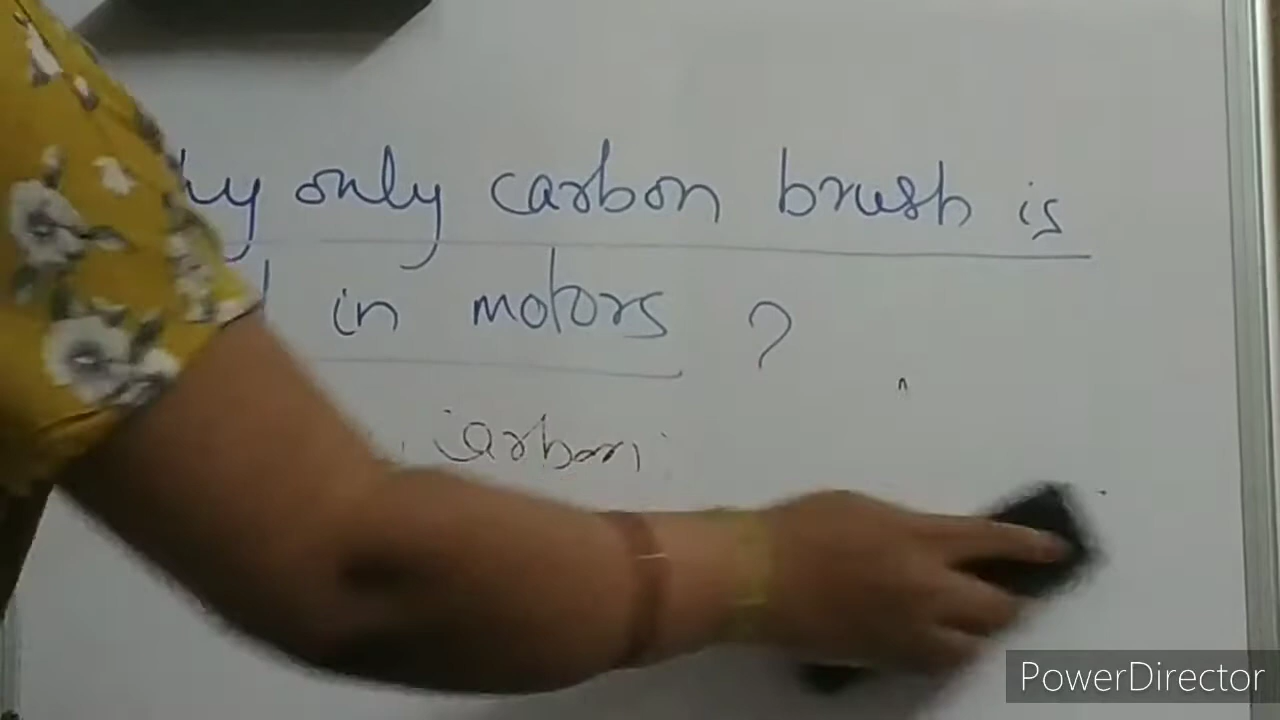 hy only carbon brush is
in motors ?
carbon
PowerDirector